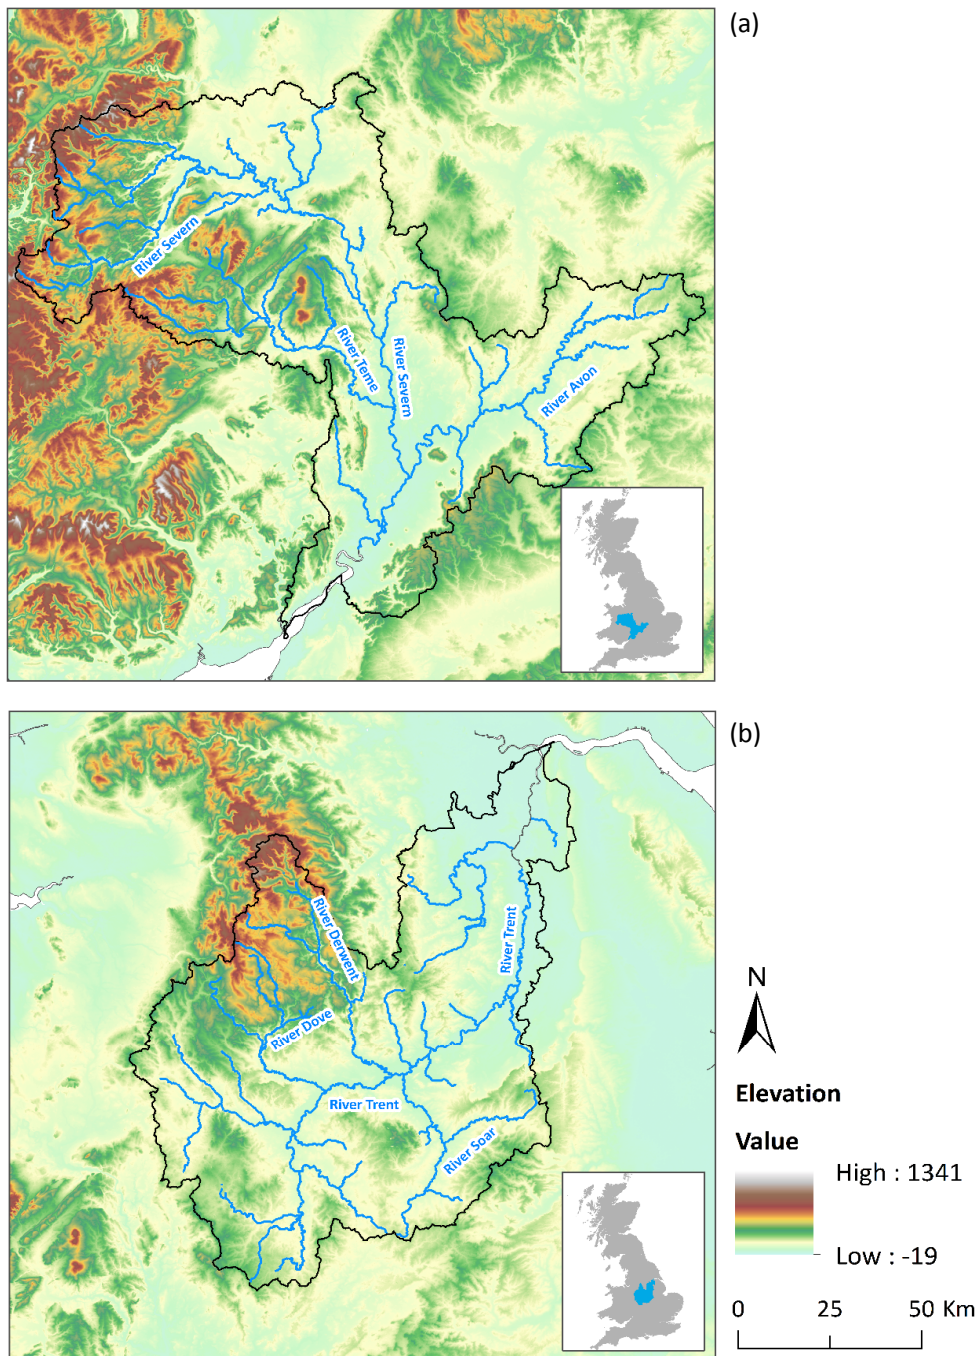 (a)
River Severn
River Teme
River Severn
River Avon
(b)
River Derwent
River Trent
River Dove
River Trent
River Soar
N
Elevation
Value
High : 1341
Low : -19
0 25 50 Km